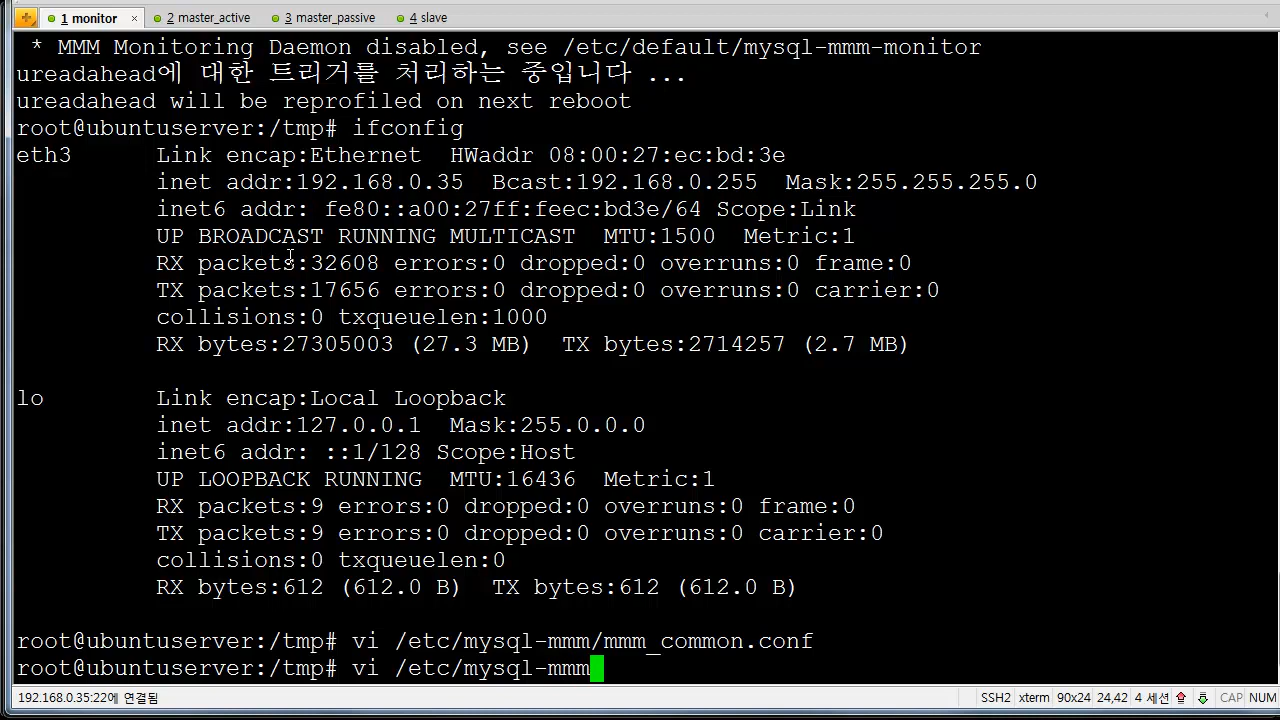 1 monitor × 2 master_active 3 master_passive 4 slave
* MMM Monitoring Daemon disabled, see /etc/default/mysql-mmm-monitor
ureadahead에 대한 트리거를 처리하는 중입니다 ...
ureadahead will be reprofiled on next reboot
root@ubuntuserver:/tmp# ifconfig
eth3 Link encap:Ethernet HWaddr 08:00:27:ec:bd:3e
inet addr:192.168.0.35 Bcast:192.168.0.255 Mask:255.255.255.0
inet6 addr: fe80::a00:27ff:feec:bd3e/64 Scope:Link
UP BROADCAST RUNNING MULTICAST MTU:1500 Metric:1
RX packets:32608 errors:0 dropped:0 overruns:0 frame:0
TX packets:17656 errors:0 dropped:0 overruns:0 carrier:0
collisions:0 txqueuelen:1000
RX bytes:27305003 (27.3 MB) TX bytes:2714257 (2.7 MB)
lo Link encap:Local Loopback
inet addr:127.0.0.1 Mask:255.0.0.0
inet6 addr: ::1/128 Scope:Host
UP LOOPBACK RUNNING MTU:16436 Metric:1
RX packets:9 errors:0 dropped:0 overruns:0 frame:0
TX packets:9 errors:0 dropped:0 overruns:0 carrier:0
collisions:0 txqueuelen:0
RX bytes:612 (612.0 B) TX bytes:612 (612.0 B)
root@ubuntuserver:/tmp# vi /etc/mysql-mmm/mmm_common.conf
root@ubuntuserver:/tmp# vi /etc/mysql-mmm
192.168.0.35:22에 연결됨 SSH2 xterm 90x24 24,42 4 세션 CAP NUM